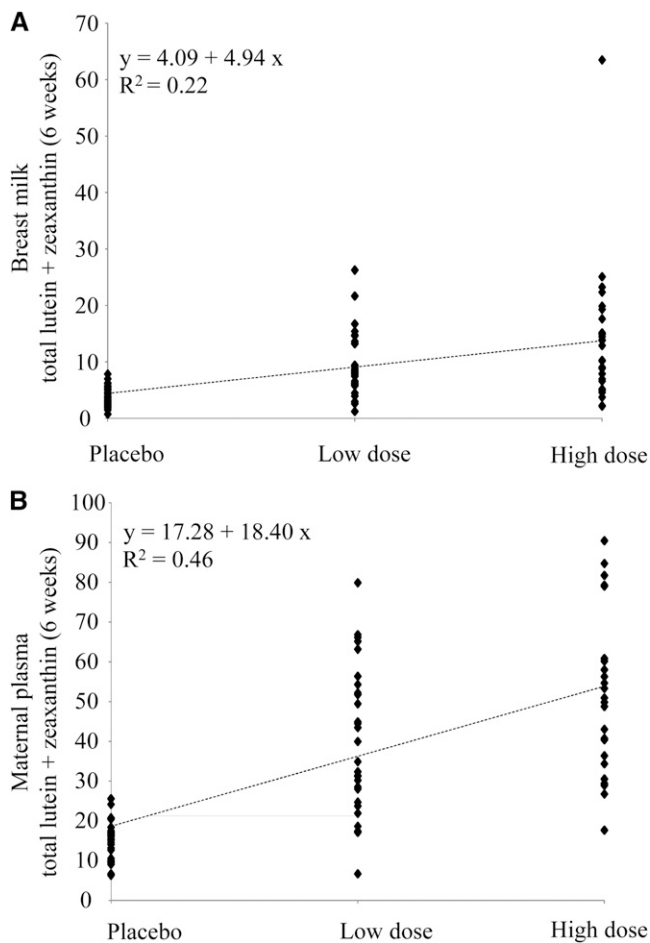 A
Breast milk
total lutein + zeaxanthin (6 weeks)
70
60
50
40
30
20
10
0
y = 4.09 + 4.94 x
R² = 0.22
Placebo Low dose High dose
B
Maternal plasma
total lutein + zeaxanthin (6 weeks)
100
90
80
70
60
50
40
30
20
10
0
y = 17.28 + 18.40 x
R² = 0.46
Placebo Low dose High dose